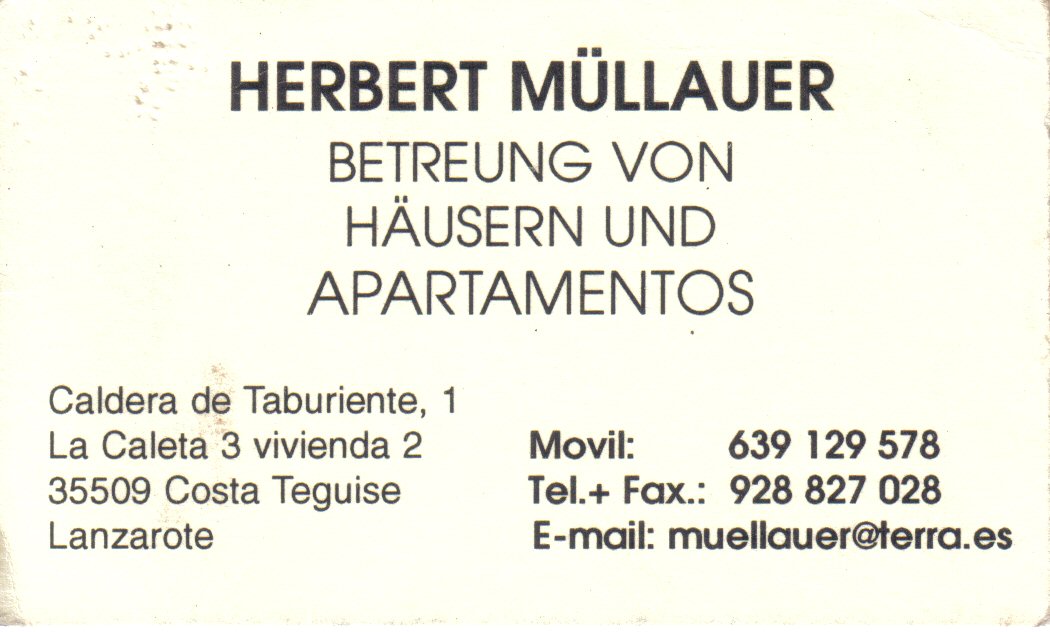 HERBERT MÜLLAUER
BETREUNG VON
HÄUSERN UND
APARTAMENTOS
Caldera de Taburiente, 1
La Caleta 3 vivienda 2
35509 Costa Teguise
Lanzarote
Movil: 639 129 578
Tel.+ Fax.: 928 827 028
E-mail: muellauer@terra.es